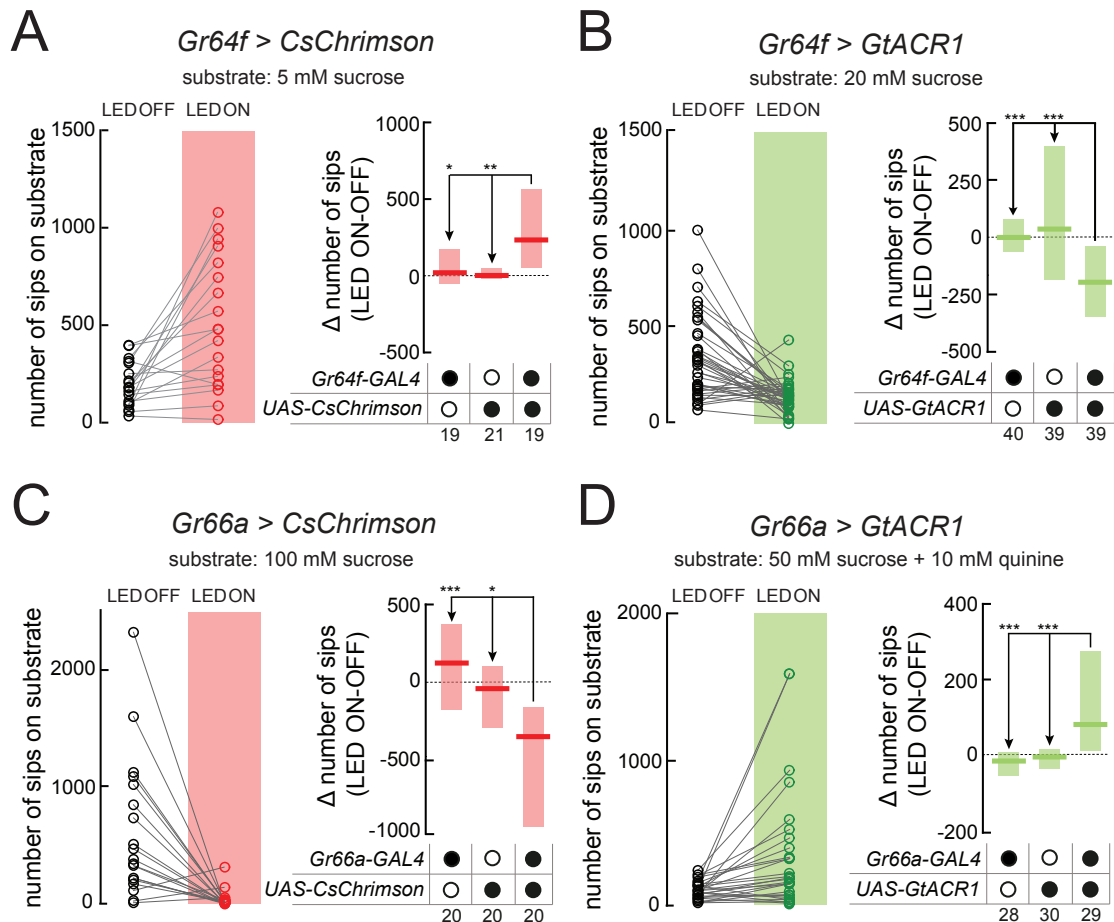 A
Gr64f > CsChrimson
substrate: 5 mM sucrose
LED OFF LED ON
number of sips on substrate
1500
1000
500
0
Δ number of sips
(LED ON-OFF)
1000
500
0
-500
* **
Gr64f-GAL4
UAS-CsChrimson
19 21 19
B
Gr64f > GtACR1
substrate: 20 mM sucrose
LED OFF LED ON
number of sips on substrate
1500
1000
500
0
Δ number of sips
(LED ON-OFF)
500
250
0
-250
-500
*** ***
Gr64f-GAL4
UAS-GtACR1
40 39 39
C
Gr66a > CsChrimson
substrate: 100 mM sucrose
LED OFF LED ON
number of sips on substrate
2000
1000
0
Δ number of sips
(LED ON-OFF)
500
0
-500
-1000
*** *
Gr66a-GAL4
UAS-CsChrimson
20 20 20
D
Gr66a > GtACR1
substrate: 50 mM sucrose + 10 mM quinine
LED OFF LED ON
number of sips on substrate
2000
1000
0
Δ number of sips
(LED ON-OFF)
400
200
0
-200
*** ***
Gr66a-GAL4
UAS-GtACR1
28 30 29